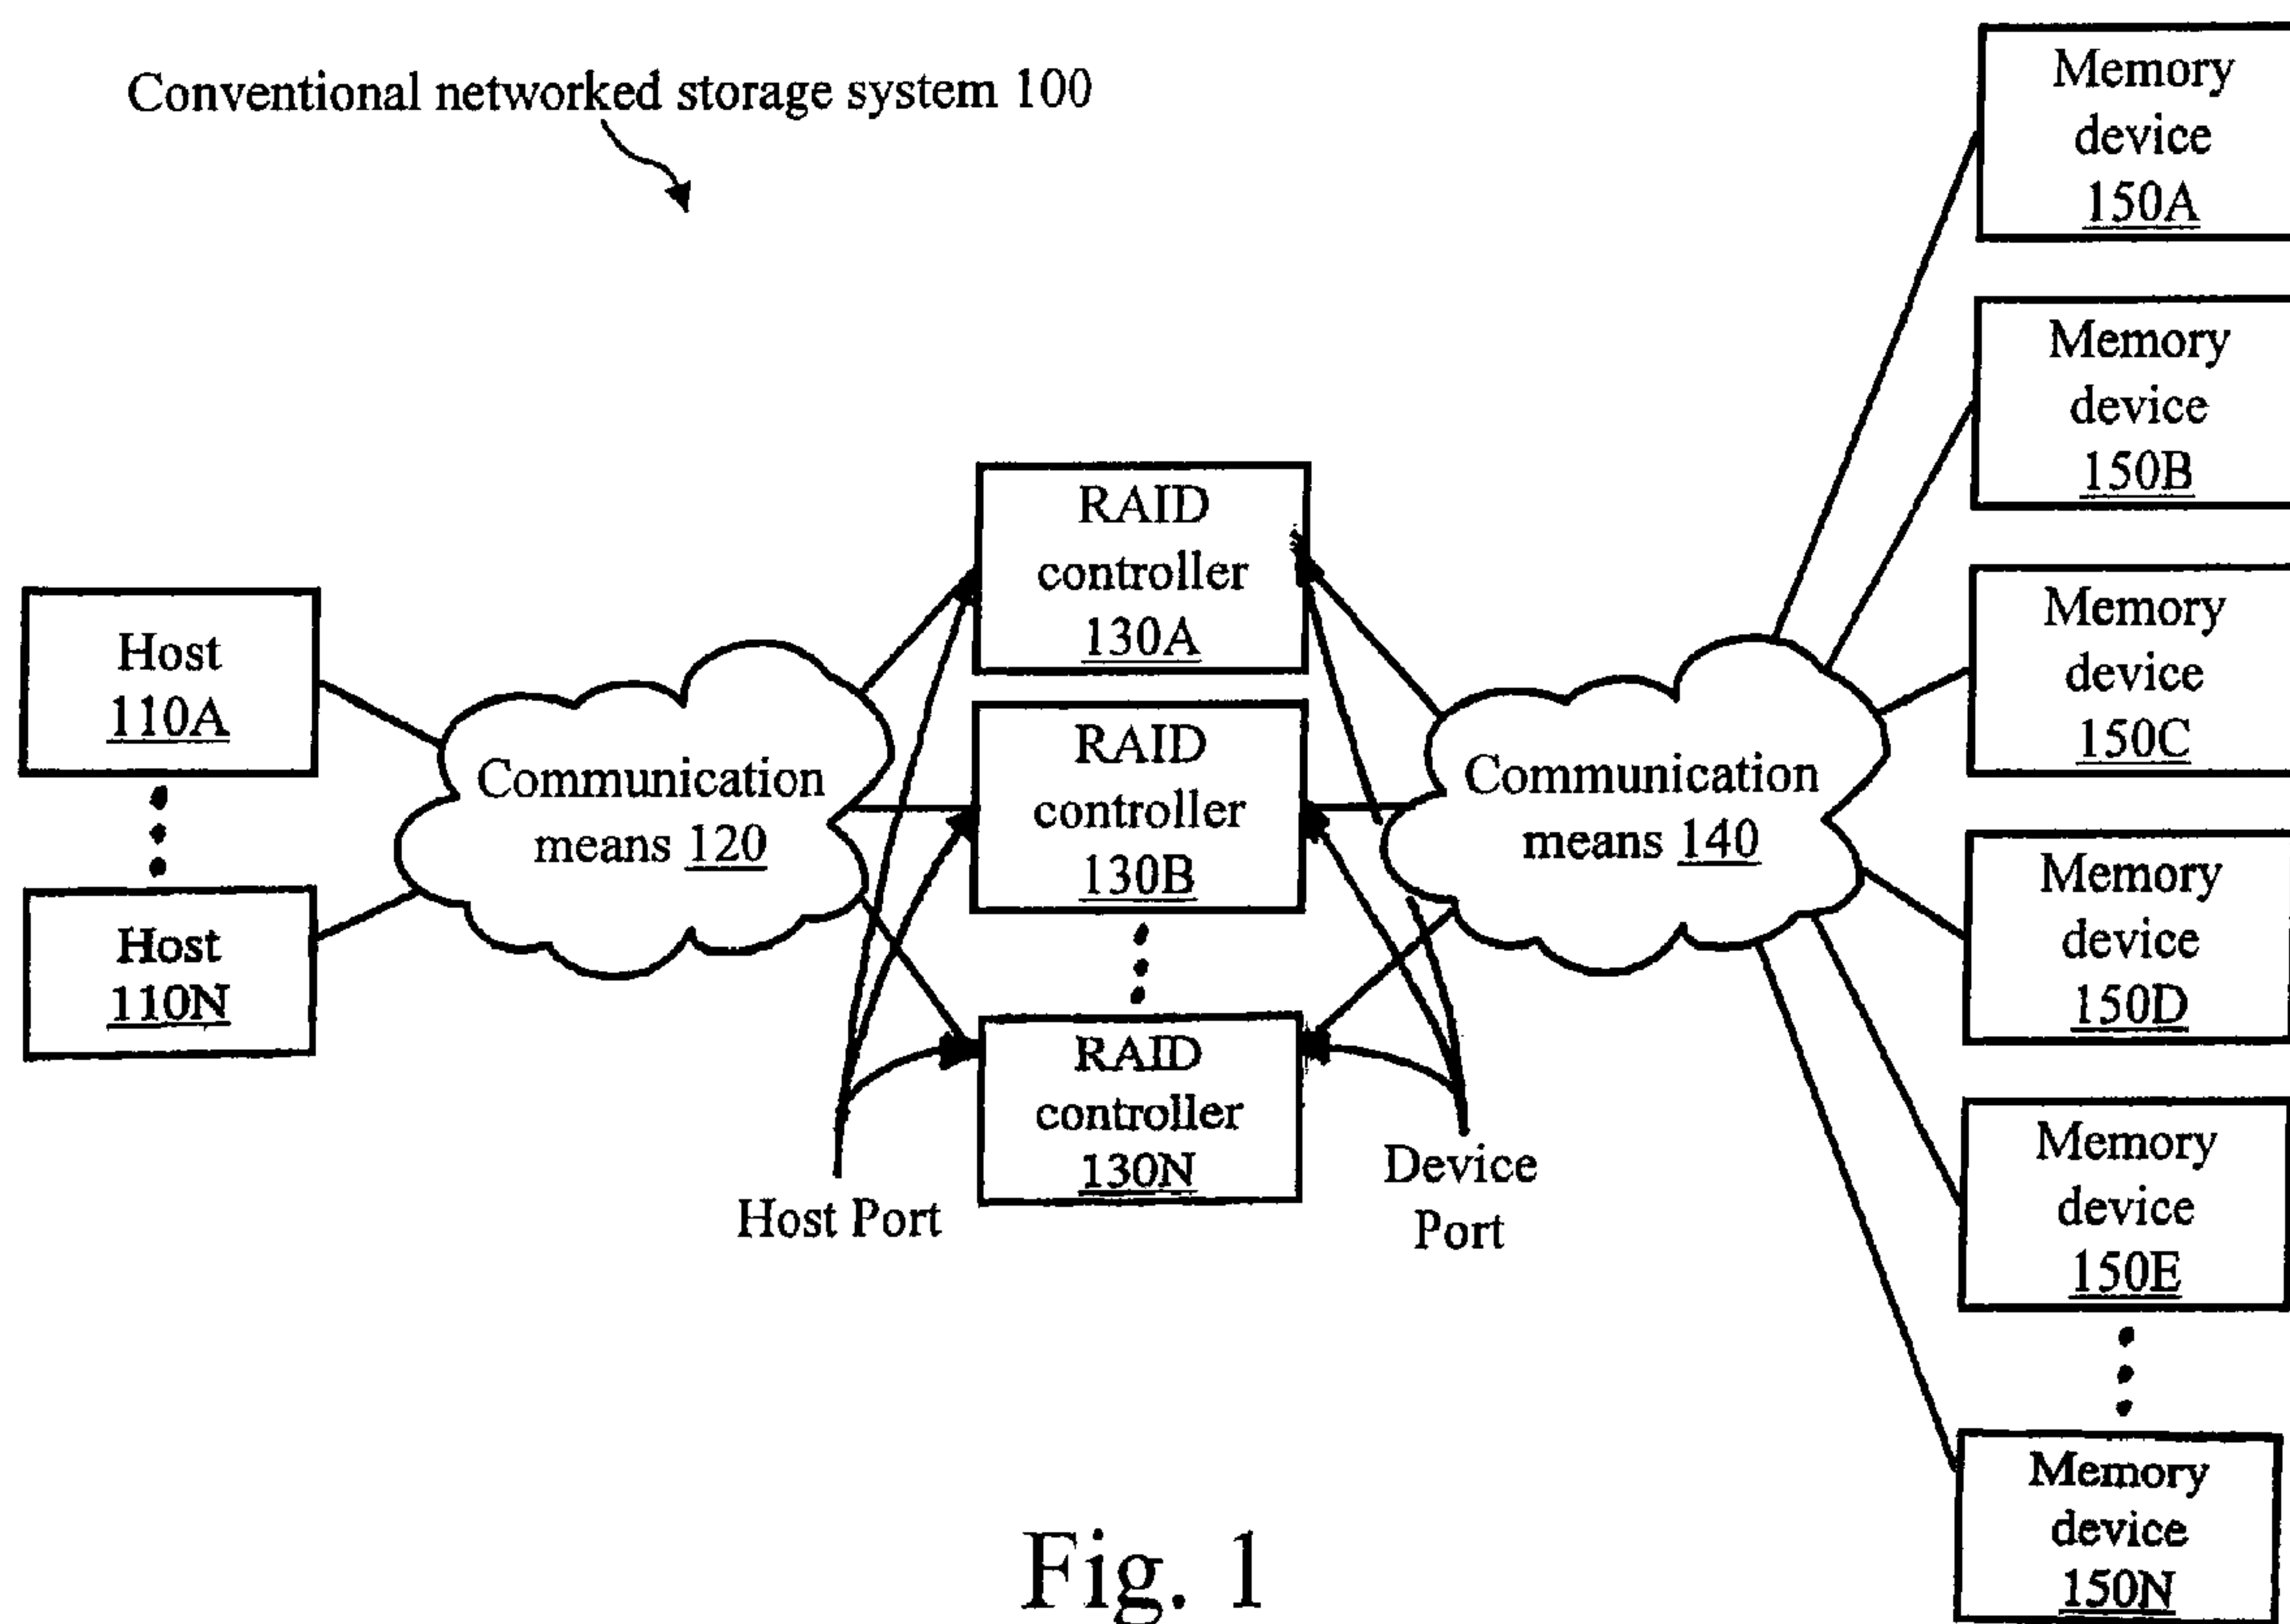 Conventional networked storage system 100
Host
110A
Host
110N
Communication
means 120
RAID
controller
130A
RAID
controller
130B
RAID
controller
130N
Host Port
Device
Port
Communication
means 140
Memory
device
150A
Memory
device
150B
Memory
device
150C
Memory
device
150D
Memory
device
150E
Memory
device
150N
Fig. 1